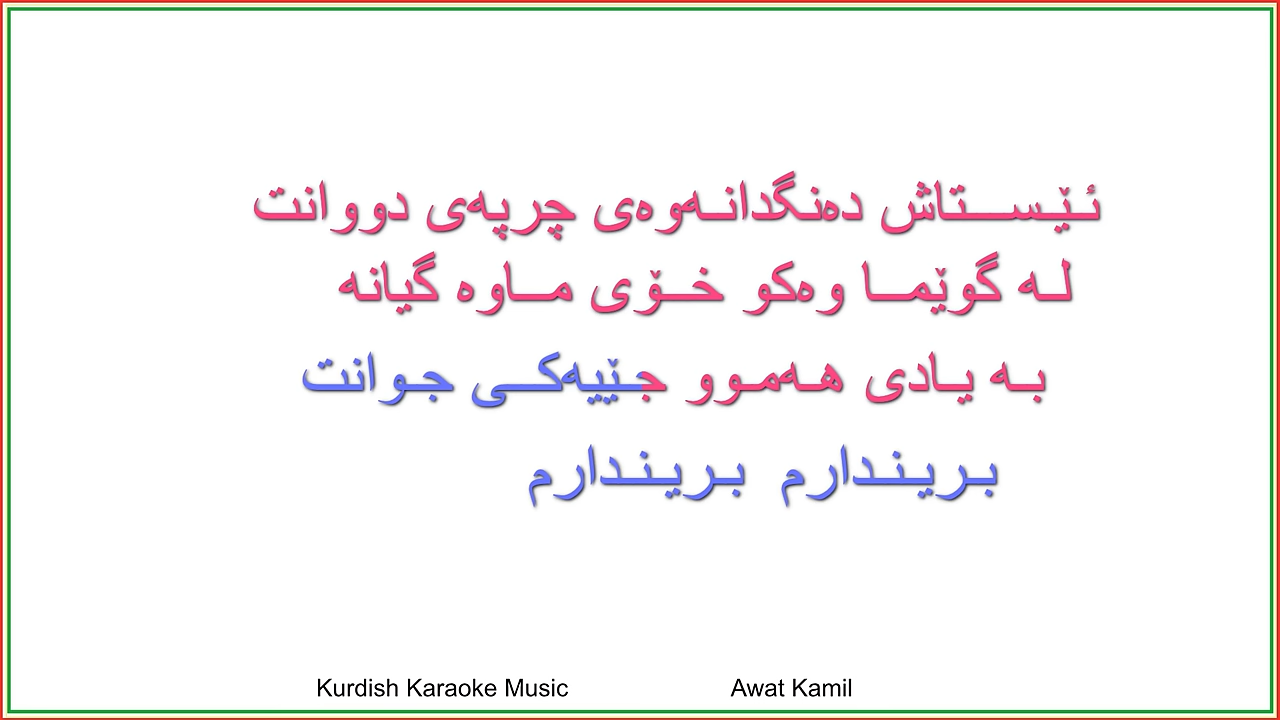 ئێستاش دەنگدانەوەی چرپەی دووانت
لە گوێما وەکو خۆی ماوە گیانە
بە یادی هەموو جێیەکی جوانت
بریندارم بریندارم
Kurdish Karaoke Music Awat Kamil